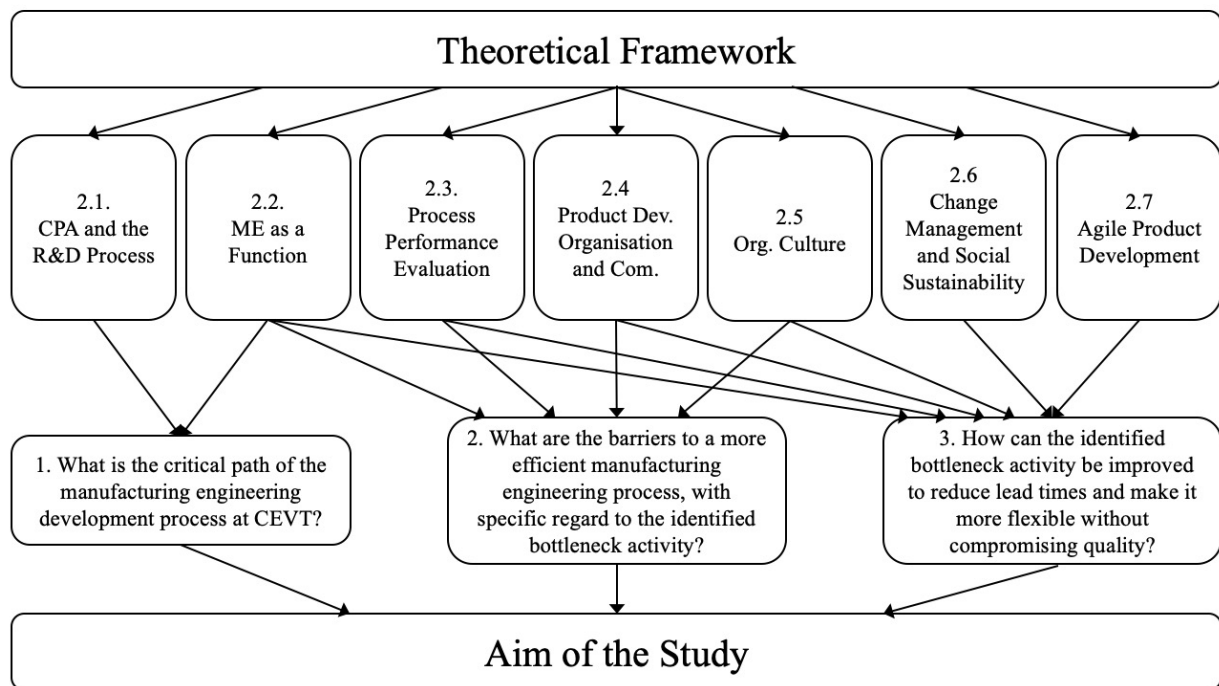 Theoretical Framework
2.1.
CPA and the
R&D Process
2.2.
ME as a
Function
2.3.
Process
Performance
Evaluation
2.4
Product Dev.
Organisation
and Com.
2.5
Org. Culture
2.6
Change
Management
and Social
Sustainability
2.7
Agile Product
Development
1. What is the critical path of the
manufacturing engineering
development process at CEVT?
2. What are the barriers to a more
efficient manufacturing
engineering process, with
specific regard to the identified
bottleneck activity?
3. How can the identified
bottleneck activity be improved
to reduce lead times and make it
more flexible without
compromising quality?
Aim of the Study